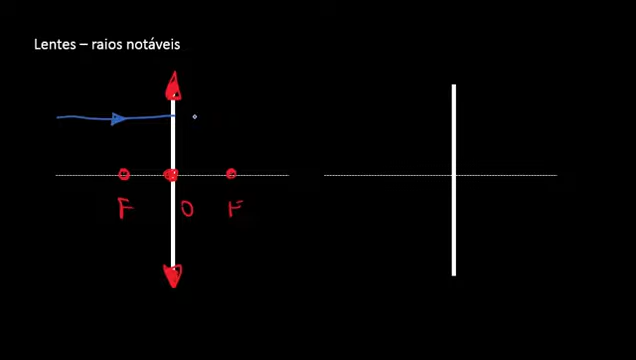 Lentes – raios notáveis
F O F